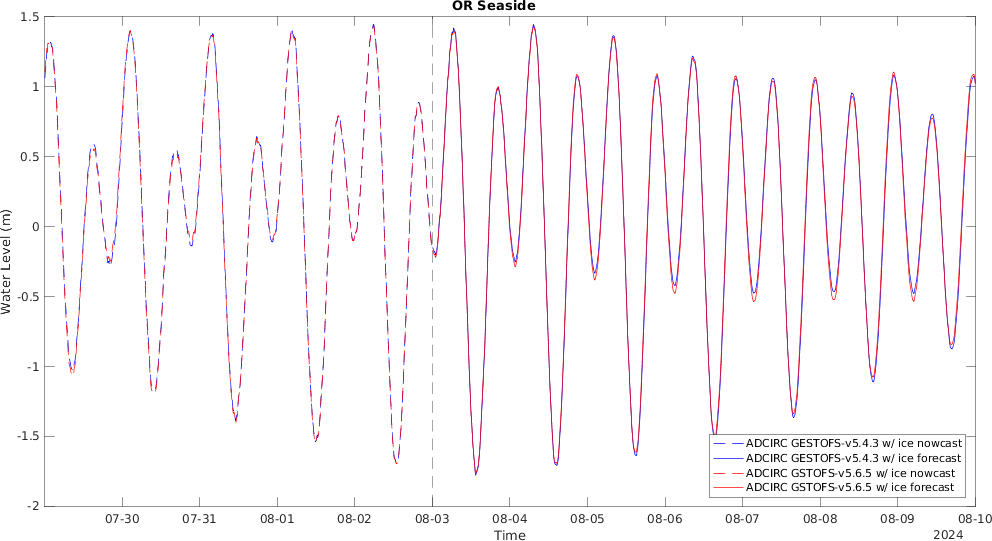 OR Seaside
1.5
1
0.5
0
-0.5
-1
-1.5
-2
Water Level (m)
ADCIRC GESTOFS-v5.4.3 w/ ice nowcast
ADCIRC GESTOFS-v5.4.3 w/ ice forecast
ADCIRC GSTOFS-v5.6.5 w/ ice nowcast
ADCIRC GSTOFS-v5.6.5 w/ ice forecast
07-30 07-31 08-01 08-02 08-03 08-04 08-05 08-06 08-07 08-08 08-09 08-10
Time
2024